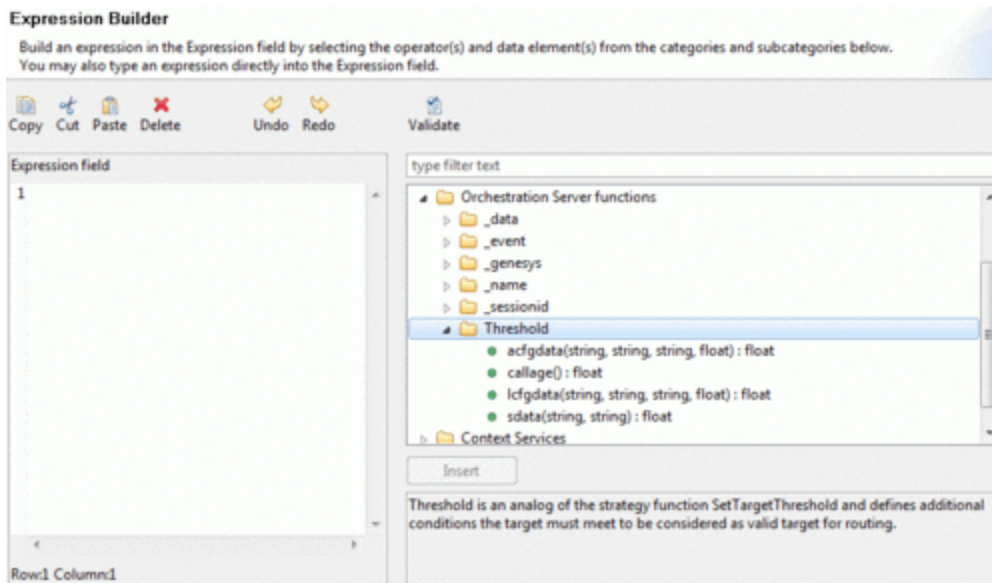 Expression Builder
Build an expression in the Expression field by selecting the operator(s) and data element(s) from the categories and subcategories below.
You may also type an expression directly into the Expression field.
Copy Cut Paste Delete Undo Redo Validate
Expression field
type filter text
1
Orchestration Server functions
_data
_event
_genesys
_name
_sessionid
Threshold
acfgdata(string, string, string, float) : float
callage() : float
lcfgdata(string, string, string, float) : float
sdata(string, string) : float
Context Services
Insert
Threshold is an analog of the strategy function SetTargetThreshold and defines additional
conditions the target must meet to be considered as valid target for routing.
Row:1 Column:1